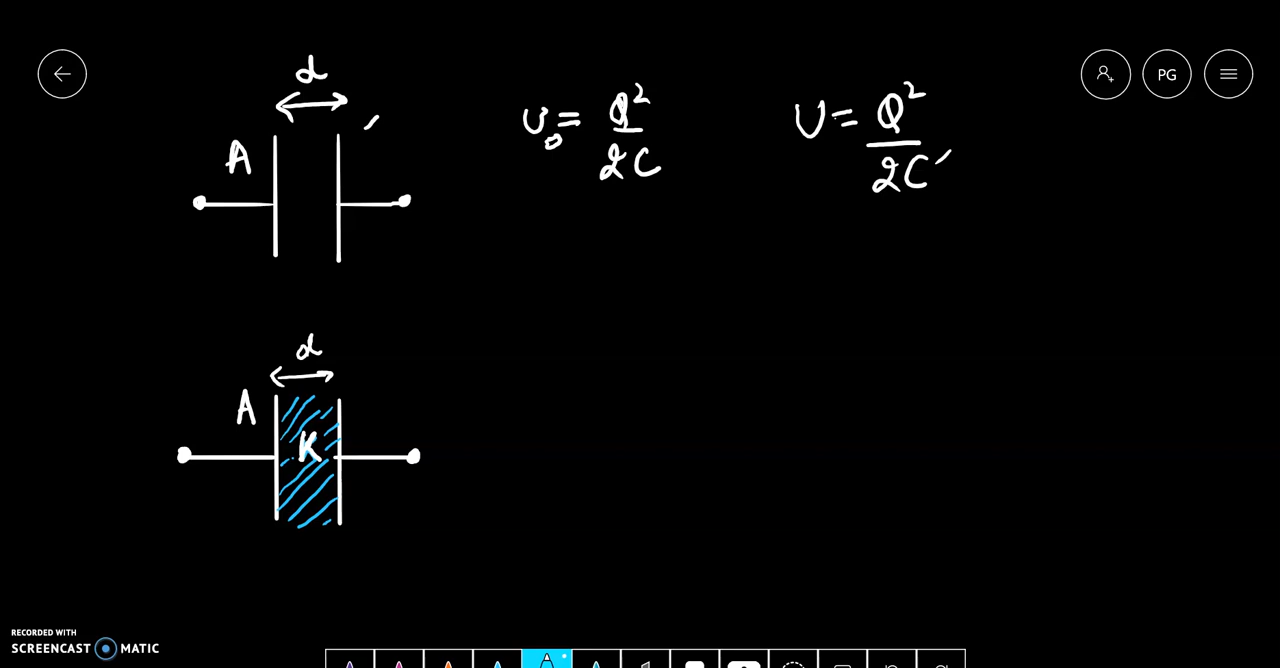 d
A
U₀ = Q²/2C
U = Q²/2C′
PG
d
A
K
RECORDED WITH
SCREENCAST MATIC